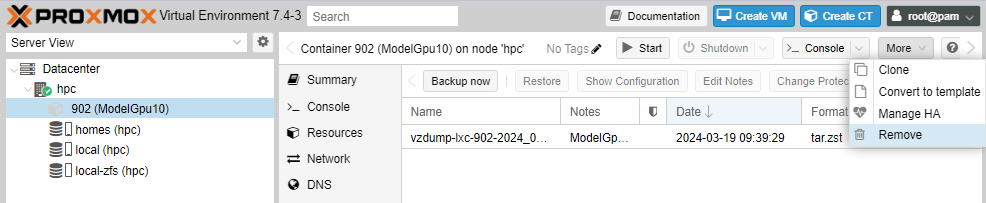 PROXMOX Virtual Environment 7.4-3 Search Documentation Create VM Create CT root@pam
Server View
Container 902 (ModelGpu10) on node 'hpc' No Tags Start Shutdown Console More
Datacenter
hpc
902 (ModelGpu10)
homes (hpc)
local (hpc)
local-zfs (hpc)
Summary
Console
Resources
Network
DNS
Backup now Restore Show Configuration Edit Notes Change Protec
Name Notes Date Format
vzdump-lxc-902-2024_0... ModelGp... 2024-03-19 09:39:29 tar.zst
Clone
Convert to template
Manage HA
Remove